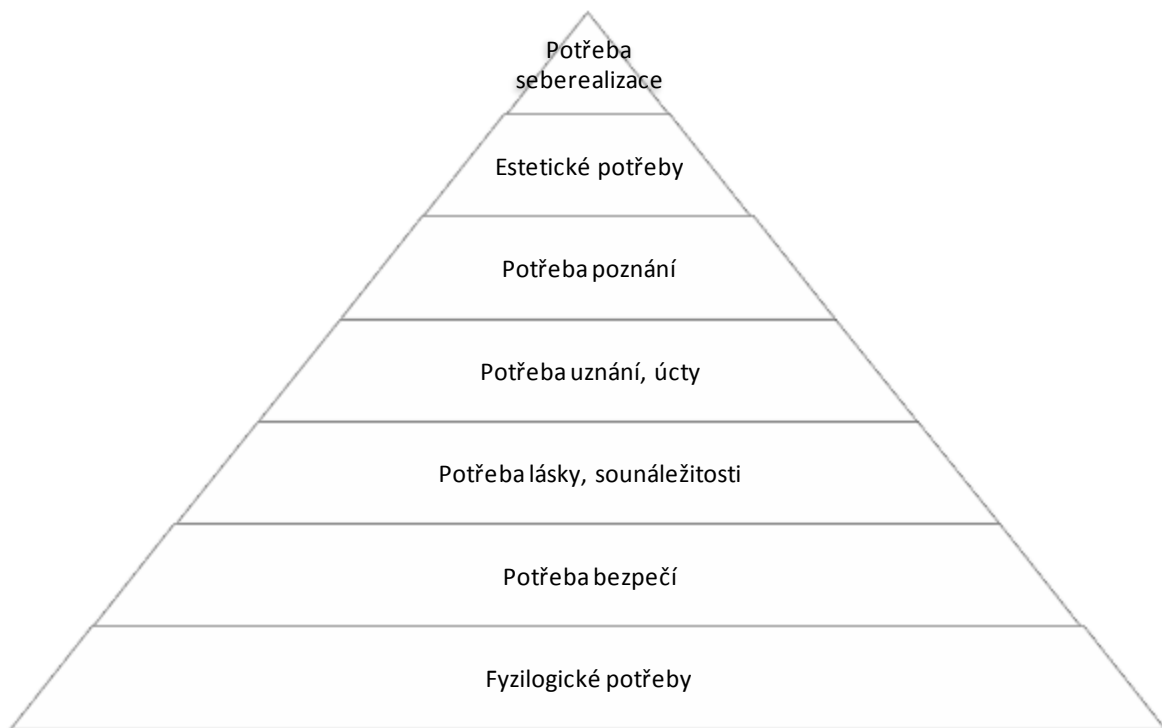 Potřeba
seberealizace
Estetické potřeby
Potřeba poznání
Potřeba uznání, úcty
Potřeba lásky, sounáležitosti
Potřeba bezpečí
Fyzilogické potřeby